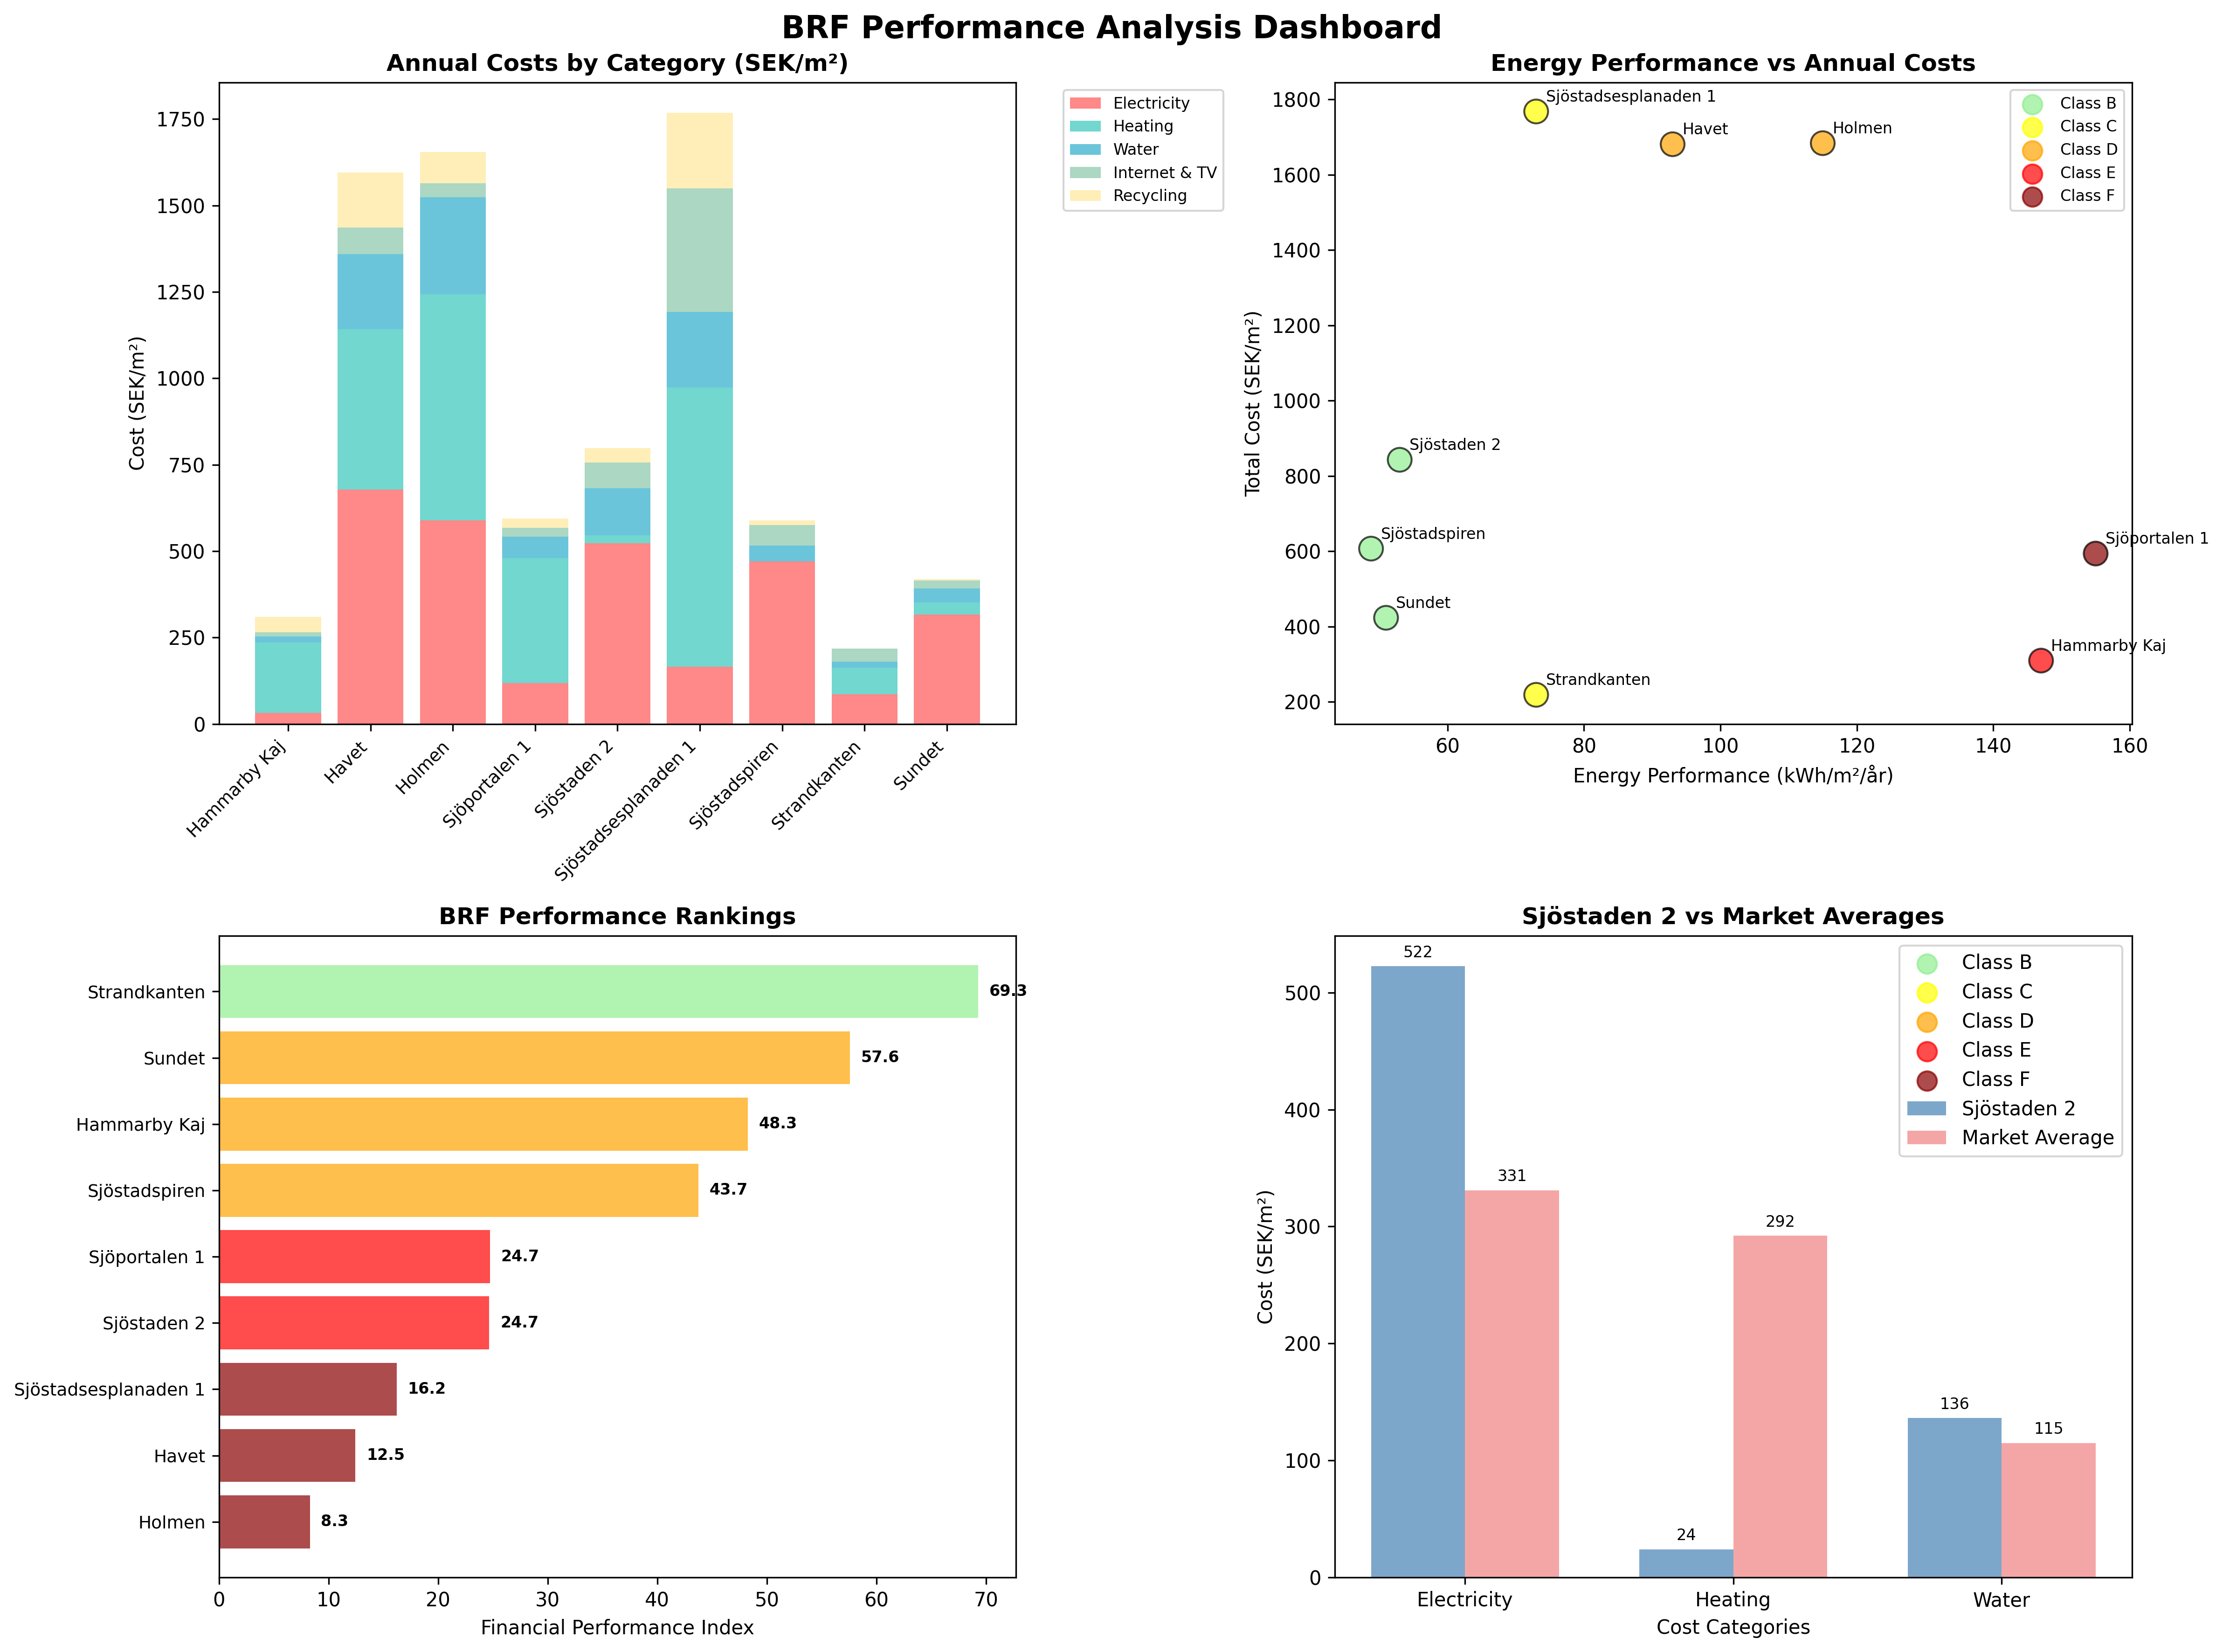 BRF Performance Analysis Dashboard
Annual Costs by Category (SEK/m²)
Cost (SEK/m²)
1750
1500
1250
1000
750
500
250
0
Hammarby Kaj
Havet
Holmen
Sjöportalen 1
Sjöstaden 2
Sjöstadsesplanaden 1
Sjöstadspiren
Strandkanten
Sundet
Electricity
Heating
Water
Internet & TV
Recycling
Energy Performance vs Annual Costs
Total Cost (SEK/m²)
1800
1600
1400
1200
1000
800
600
400
200
Sjöstadsesplanaden 1
Havet
Holmen
Sjöstaden 2
Sjöstadspiren
Sjöportalen 1
Sundet
Hammarby Kaj
Strandkanten
Class B
Class C
Class D
Class E
Class F
60 80 100 120 140 160
Energy Performance (kWh/m²/år)
BRF Performance Rankings
Strandkanten 69.3
Sundet 57.6
Hammarby Kaj 48.3
Sjöstadspiren 43.7
Sjöportalen 1 24.7
Sjöstaden 2 24.7
Sjöstadsesplanaden 1 16.2
Havet 12.5
Holmen 8.3
0 10 20 30 40 50 60 70
Financial Performance Index
Sjöstaden 2 vs Market Averages
Cost (SEK/m²)
500
400
300
200
100
0
522
331
24
292
136
115
Class B
Class C
Class D
Class E
Class F
Sjöstaden 2
Market Average
Electricity Heating Water
Cost Categories